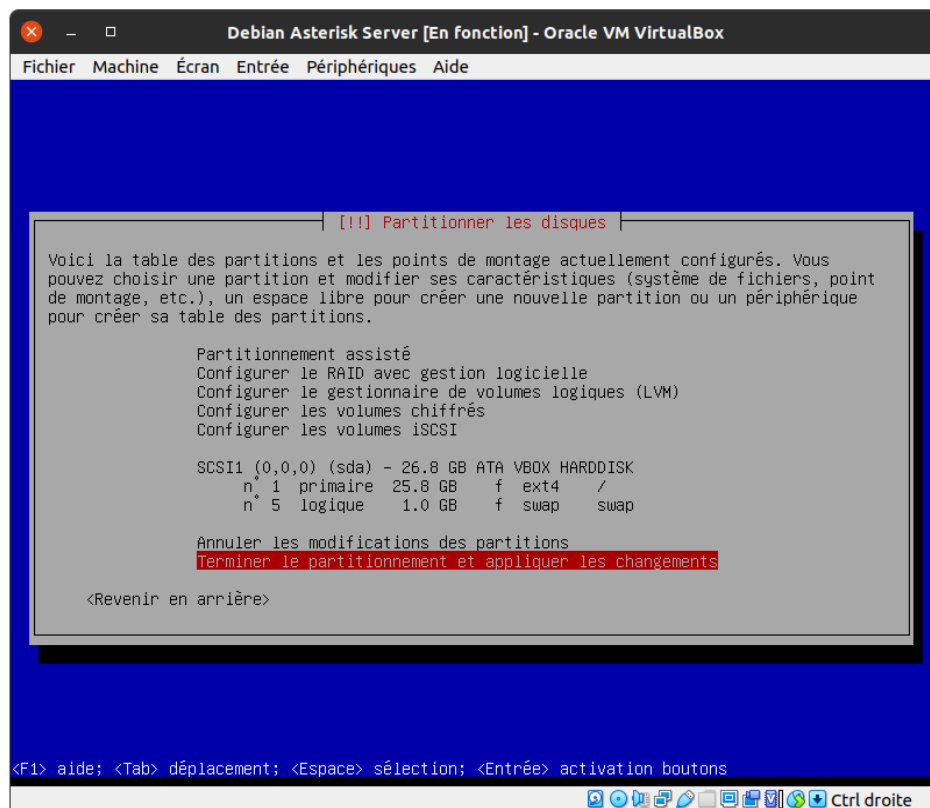 Debian Asterisk Server [En fonction] - Oracle VM VirtualBox
Fichier Machine Écran Entrée Périphériques Aide
[!!] Partitionner les disques
Voici la table des partitions et les points de montage actuellement configurés. Vous
pouvez choisir une partition et modifier ses caractéristiques (système de fichiers, point
de montage, etc.), un espace libre pour créer une nouvelle partition ou un périphérique
pour créer sa table des partitions.
Partitionnement assisté
Configurer le RAID avec gestion logicielle
Configurer le gestionnaire de volumes logiques (LVM)
Configurer les volumes chiffrés
Configurer les volumes iSCSI
SCSI1 (0,0,0) (sda) - 26.8 GB ATA VBOX HARDDISK
n° 1 primaire 25.8 GB f ext4 /
n° 5 logique 1.0 GB f swap swap
Annuler les modifications des partitions
Terminer le partitionnement et appliquer les changements
<Revenir en arrière>
<F1> aide; <Tab> déplacement; <Espace> sélection; <Entrée> activation boutons
Ctrl droite